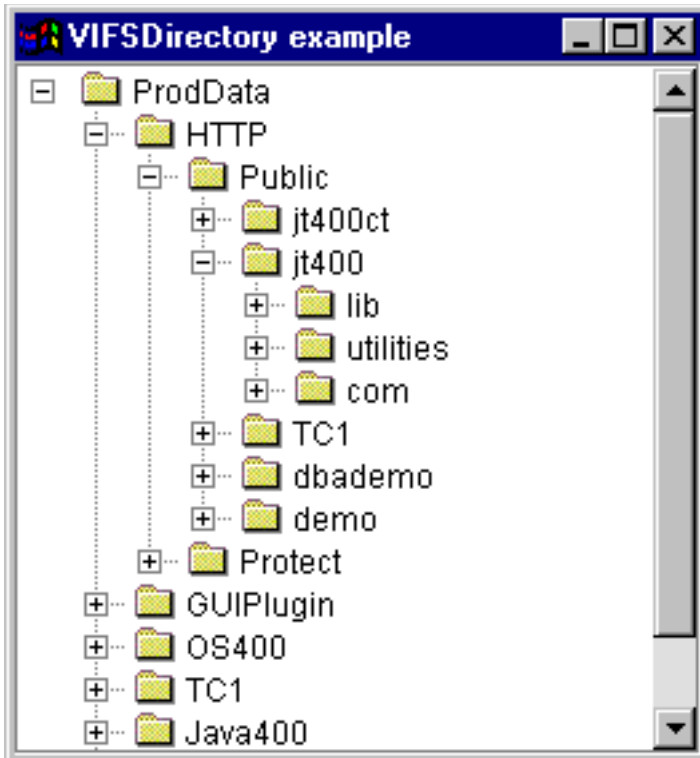 VIFSDirectory example
ProdData
HTTP
Public
jt400ct
jt400
lib
utilities
com
TC1
dbademo
demo
Protect
GUIPlugin
OS400
TC1
Java400